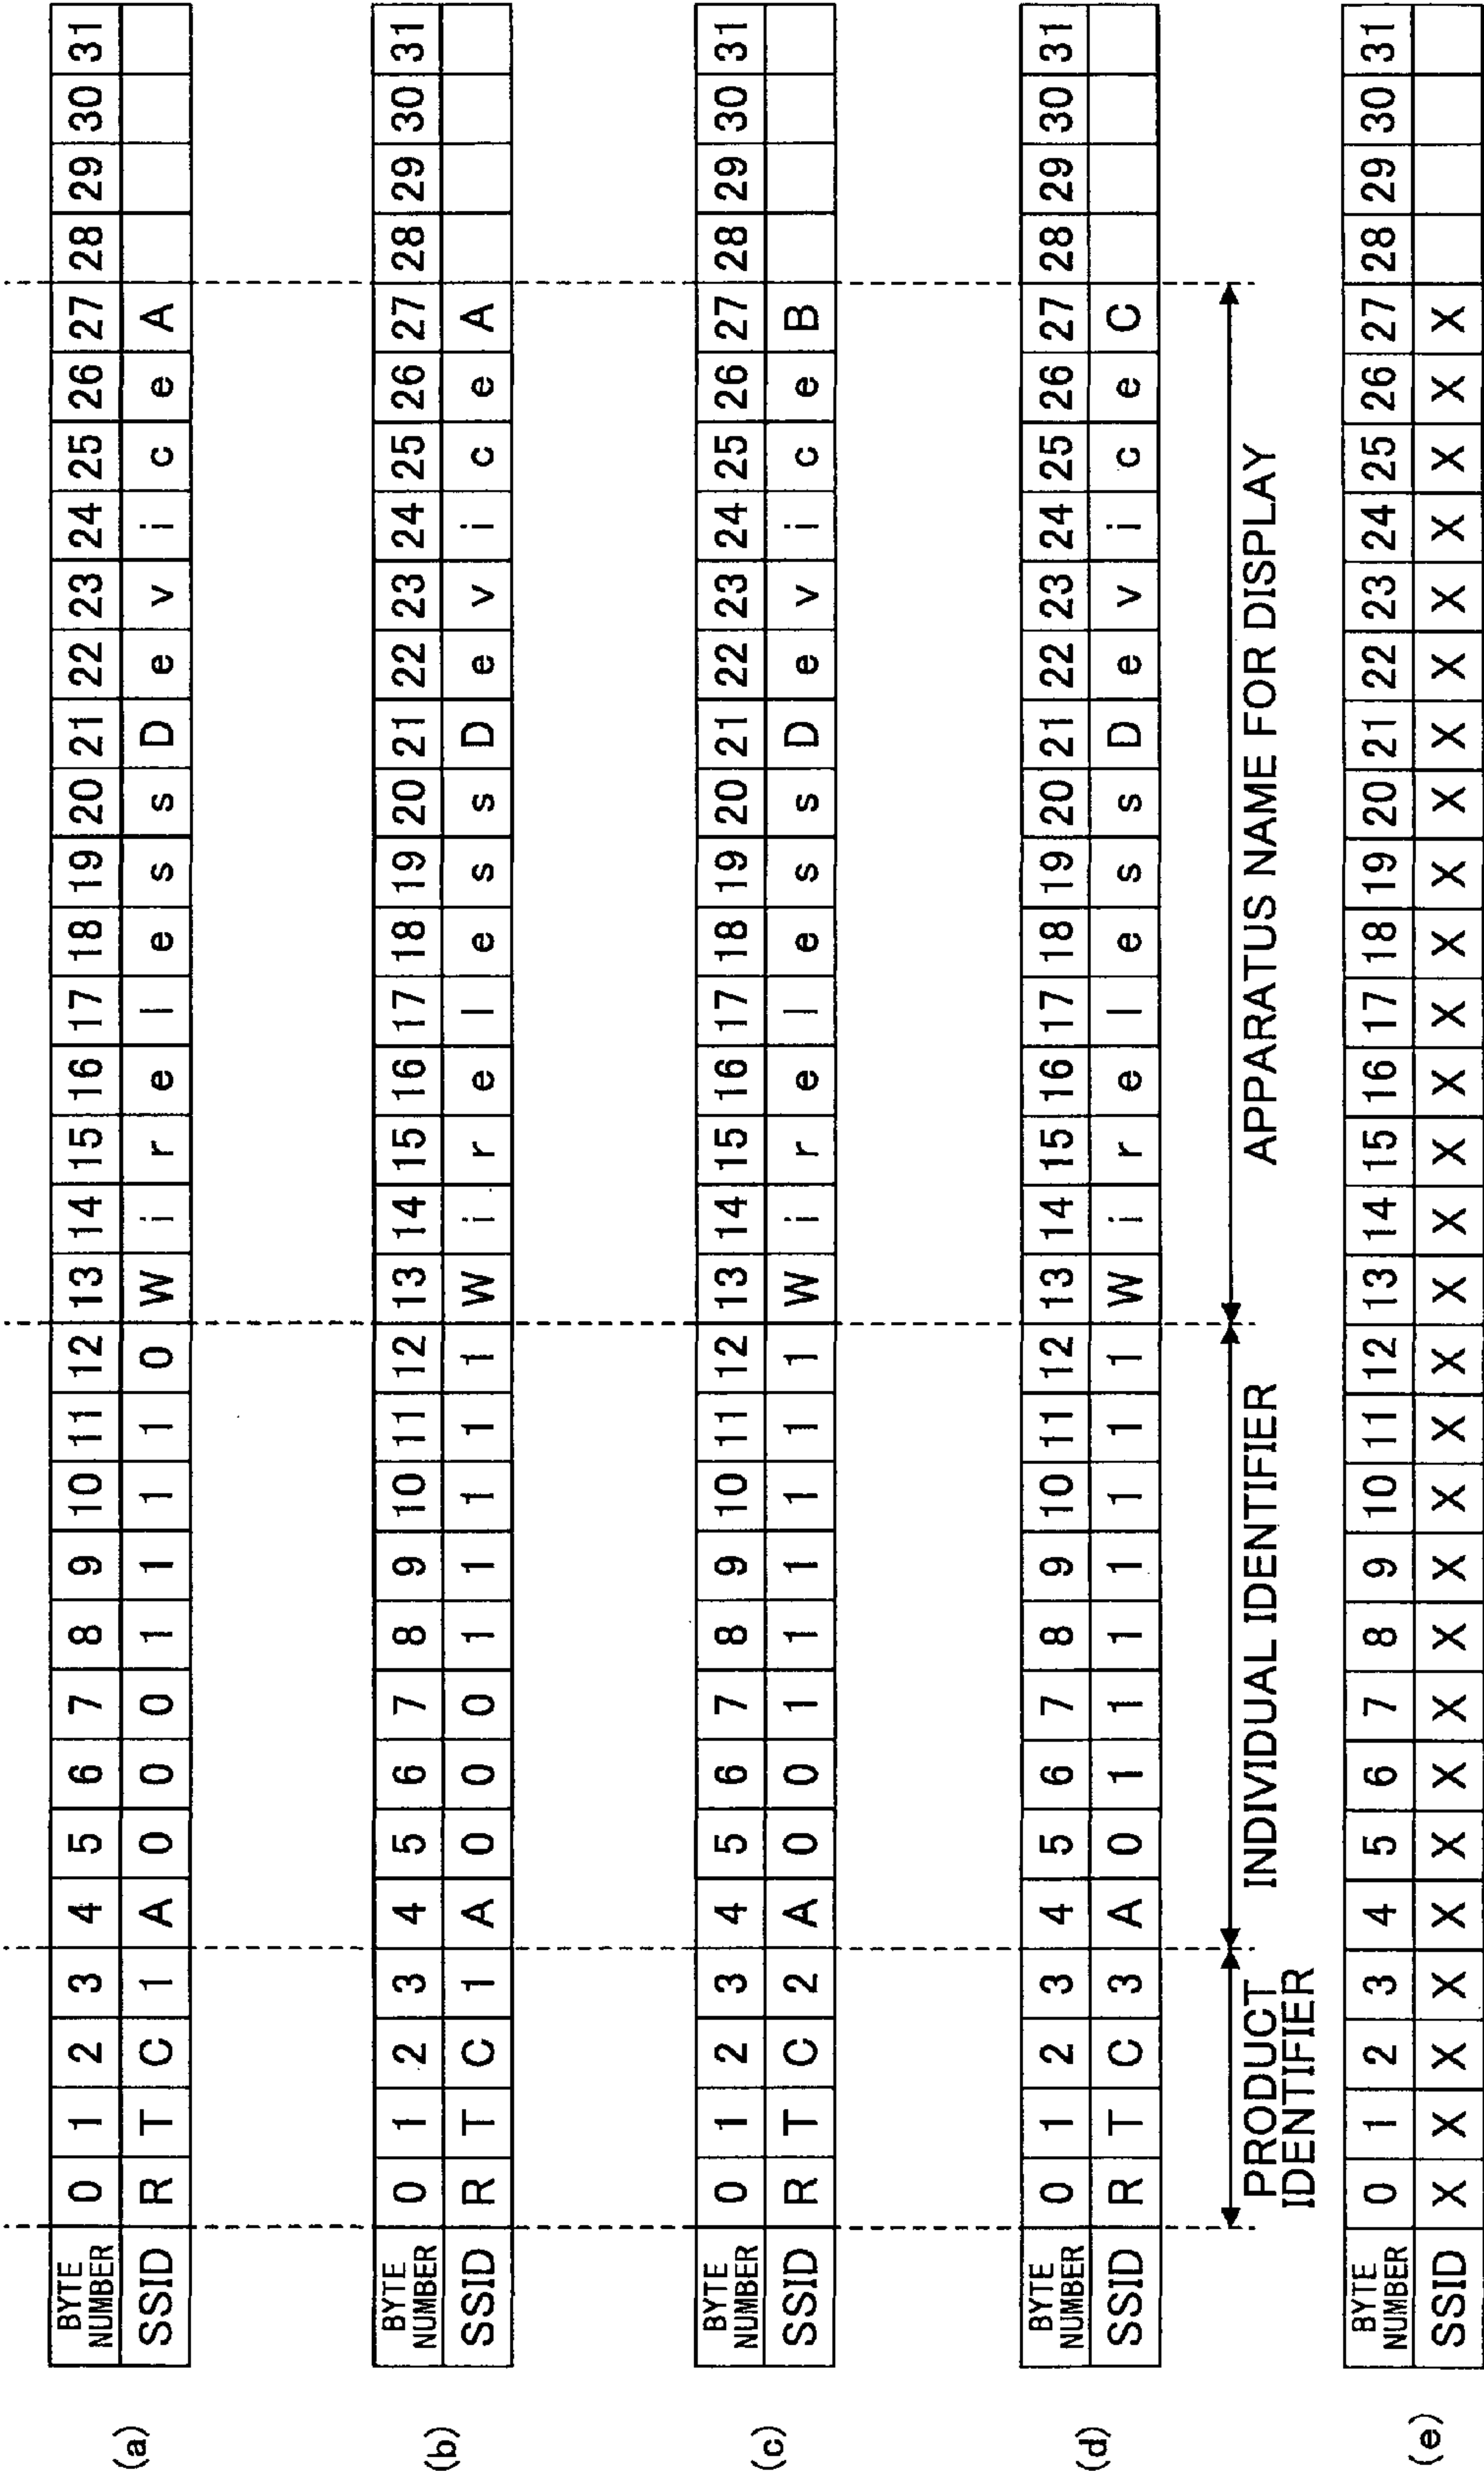 (a)
BYTE NUMBER 0 1 2 3 4 5 6 7 8 9 10 11 12 13 14 15 16 17 18 19 20 21 22 23 24 25 26 27 28 29 30 31
SSID R T C 1 A 0 0 0 1 1 1 1 0 W i r e l e s s D e v i c e A
(b)
BYTE NUMBER 0 1 2 3 4 5 6 7 8 9 10 11 12 13 14 15 16 17 18 19 20 21 22 23 24 25 26 27 28 29 30 31
SSID R T C 1 A 0 0 0 1 1 1 1 1 W i r e l e s s D e v i c e A
(c)
BYTE NUMBER 0 1 2 3 4 5 6 7 8 9 10 11 12 13 14 15 16 17 18 19 20 21 22 23 24 25 26 27 28 29 30 31
SSID R T C 2 A 0 0 1 1 1 1 1 1 W i r e l e s s D e v i c e B
(d)
BYTE NUMBER 0 1 2 3 4 5 6 7 8 9 10 11 12 13 14 15 16 17 18 19 20 21 22 23 24 25 26 27 28 29 30 31
SSID R T C 3 A 0 1 1 1 1 1 1 1 W i r e l e s s D e v i c e C
PRODUCT
IDENTIFIER
INDIVIDUAL IDENTIFIER
APPARATUS NAME FOR DISPLAY
(e)
BYTE NUMBER 0 1 2 3 4 5 6 7 8 9 10 11 12 13 14 15 16 17 18 19 20 21 22 23 24 25 26 27 28 29 30 31
SSID X X X X X X X X X X X X X X X X X X X X X X X X X X X X